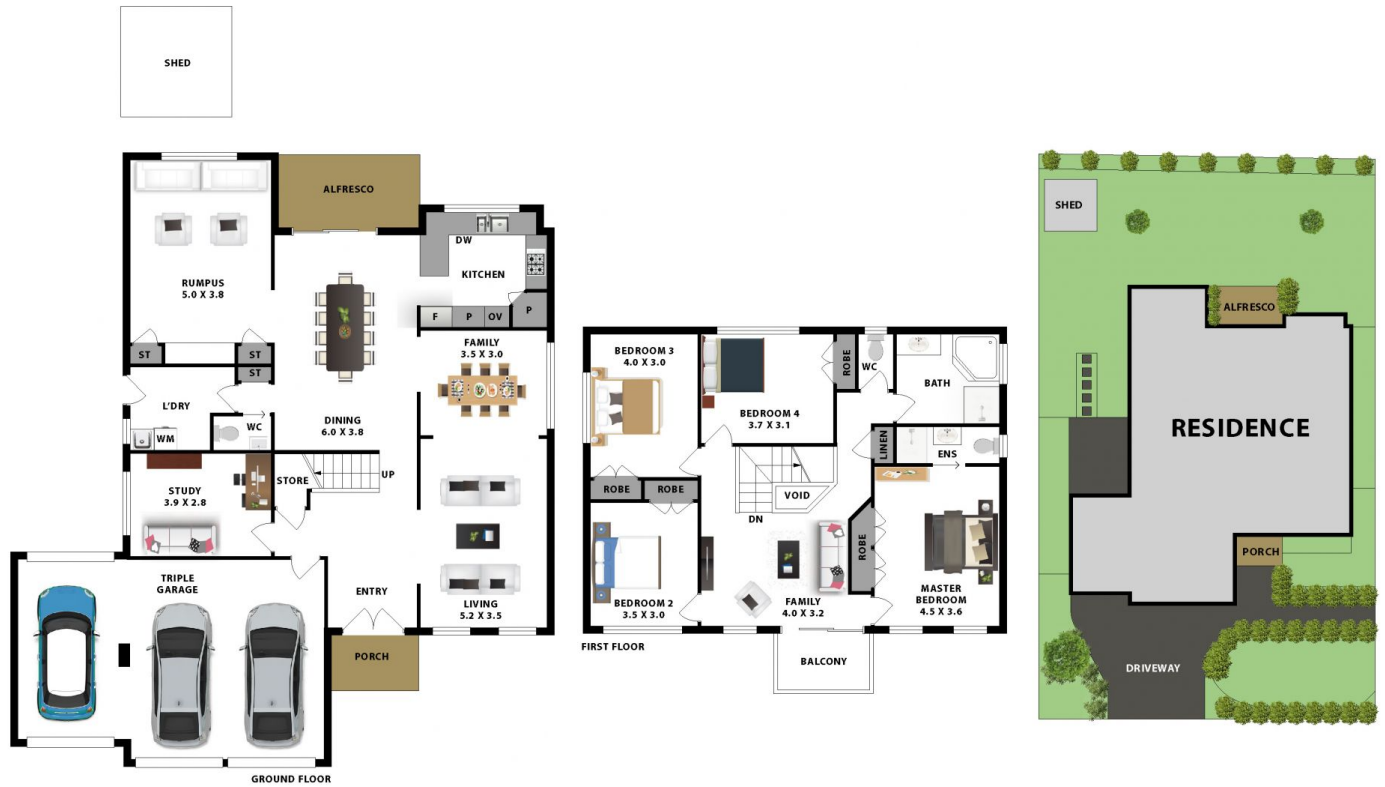 SHED
ALFRESCO
RUMPUS
5.0 X 3.8
DW
KITCHEN
F
P
OV
P
ST
ST
ST
FAMILY
3.5 X 3.0
L'DRY
WM
WC
DINING
6.0 X 3.8
STORE
UP
STUDY
3.9 X 2.8
TRIPLE
GARAGE
ENTRY
LIVING
5.2 X 3.5
PORCH
GROUND FLOOR
BEDROOM 3
4.0 X 3.0
ROBE
WC
BATH
BEDROOM 4
3.7 X 3.1
LINEN
ENS
ROBE
ROBE
VOID
DN
ROBE
BEDROOM 2
3.5 X 3.0
FAMILY
4.0 X 3.2
MASTER
BEDROOM
4.5 X 3.6
FIRST FLOOR
BALCONY
SHED
ALFRESCO
RESIDENCE
PORCH
DRIVEWAY